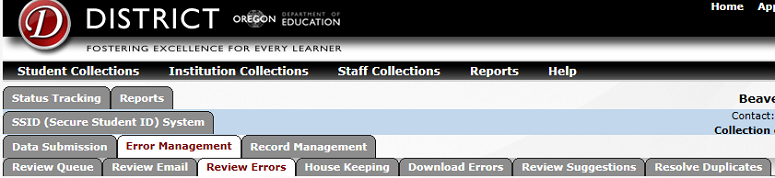 Home App
D DISTRICT OREGON DEPARTMENT OF EDUCATION
FOSTERING EXCELLENCE FOR EVERY LEARNER
Student Collections Institution Collections Staff Collections Reports Help
Status Tracking Reports Beave
Contact:
SSID (Secure Student ID) System
Collection
Data Submission Error Management Record Management
Review Queue Review Email Review Errors House Keeping Download Errors Review Suggestions Resolve Duplicates